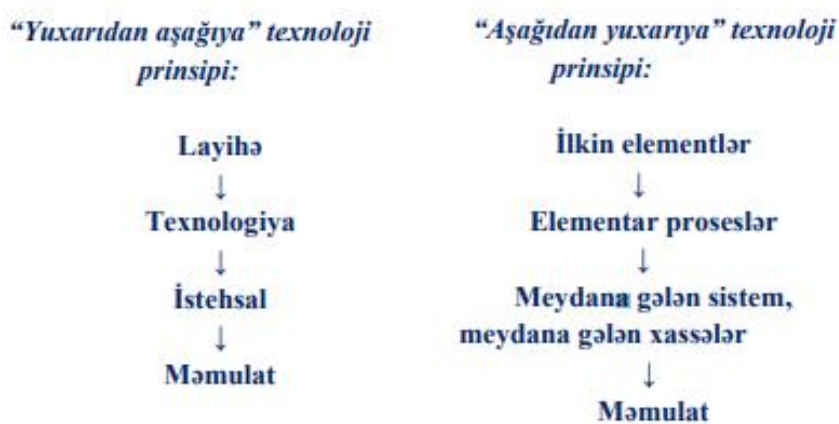 “Yuxarıdan aşağıya” texnoloji
prinsipi:
Layihə
↓
Texnologiya
↓
İstehsal
↓
Məmulat
“Aşağıdan yuxarıya” texnoloji
prinsipi:
İlkin elementlər
↓
Elementar proseslər
↓
Meydana gələn sistem,
meydana gələn xassələr
↓
Məmulat